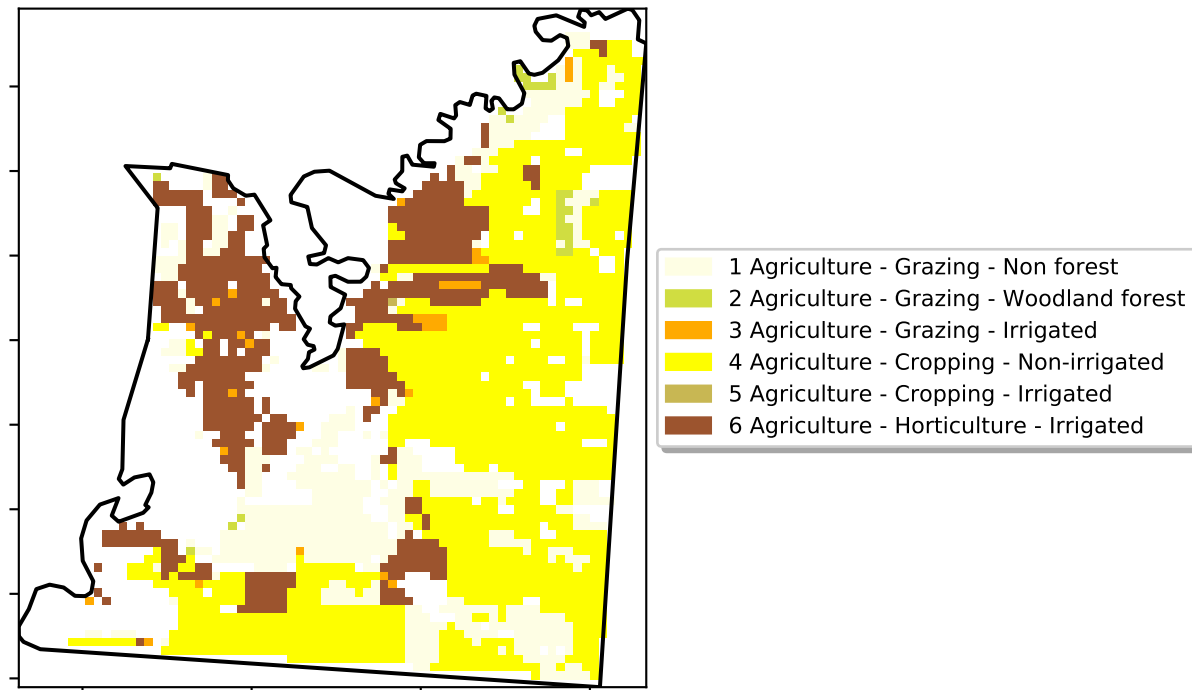 1 Agriculture - Grazing - Non forest
2 Agriculture - Grazing - Woodland forest
3 Agriculture - Grazing - Irrigated
4 Agriculture - Cropping - Non-irrigated
5 Agriculture - Cropping - Irrigated
6 Agriculture - Horticulture - Irrigated